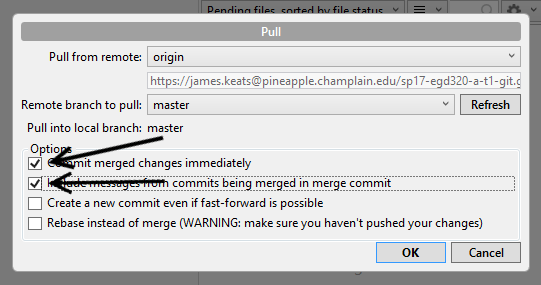 Pending files, sorted by file status
Pull
Pull from remote: origin
https://james.keats@pineapple.champlain.edu/sp17-egd320-a-t1-git.g
Remote branch to pull: master Refresh
Pull into local branch: master
Options
Commit merged changes immediately
Include messages from commits being merged in merge commit
Create a new commit even if fast-forward is possible
Rebase instead of merge (WARNING: make sure you haven't pushed your changes)
OK Cancel